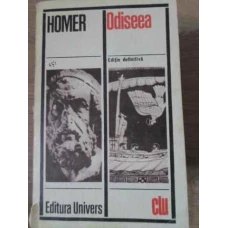 HOMER
Odiseea
Ediție definitivă
Editura Univers
clu